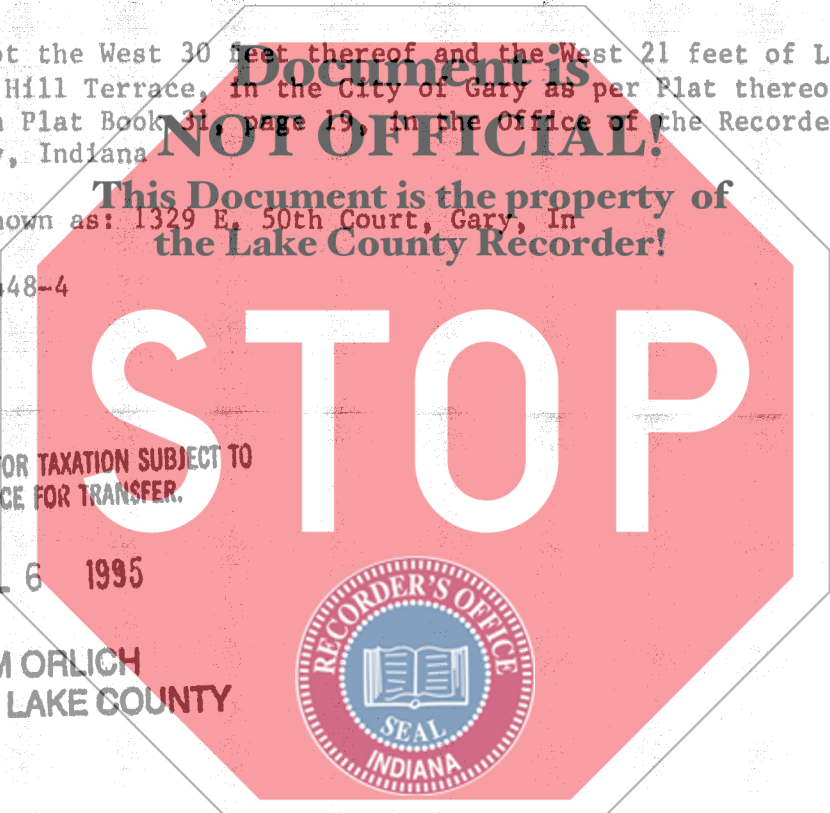 ot the West 30 feet thereof and the West 21 feet of L
Document is
Hill Terrace, in the City of Gary as per Plat thereo
Plat Book 31, page 19, in the Office of the Recorde
NOT OFFICIAL!
, Indiana
This Document is the property of
nown as: 1329 E. 50th Court, Gary, In
the Lake County Recorder!
448-4
STOP
OR TAXATION SUBJECT TO
CE FOR TRANSFER.
L 6 1995
M ORLICH
LAKE COUNTY
RECORDER'S OFFICE
SEAL
INDIANA